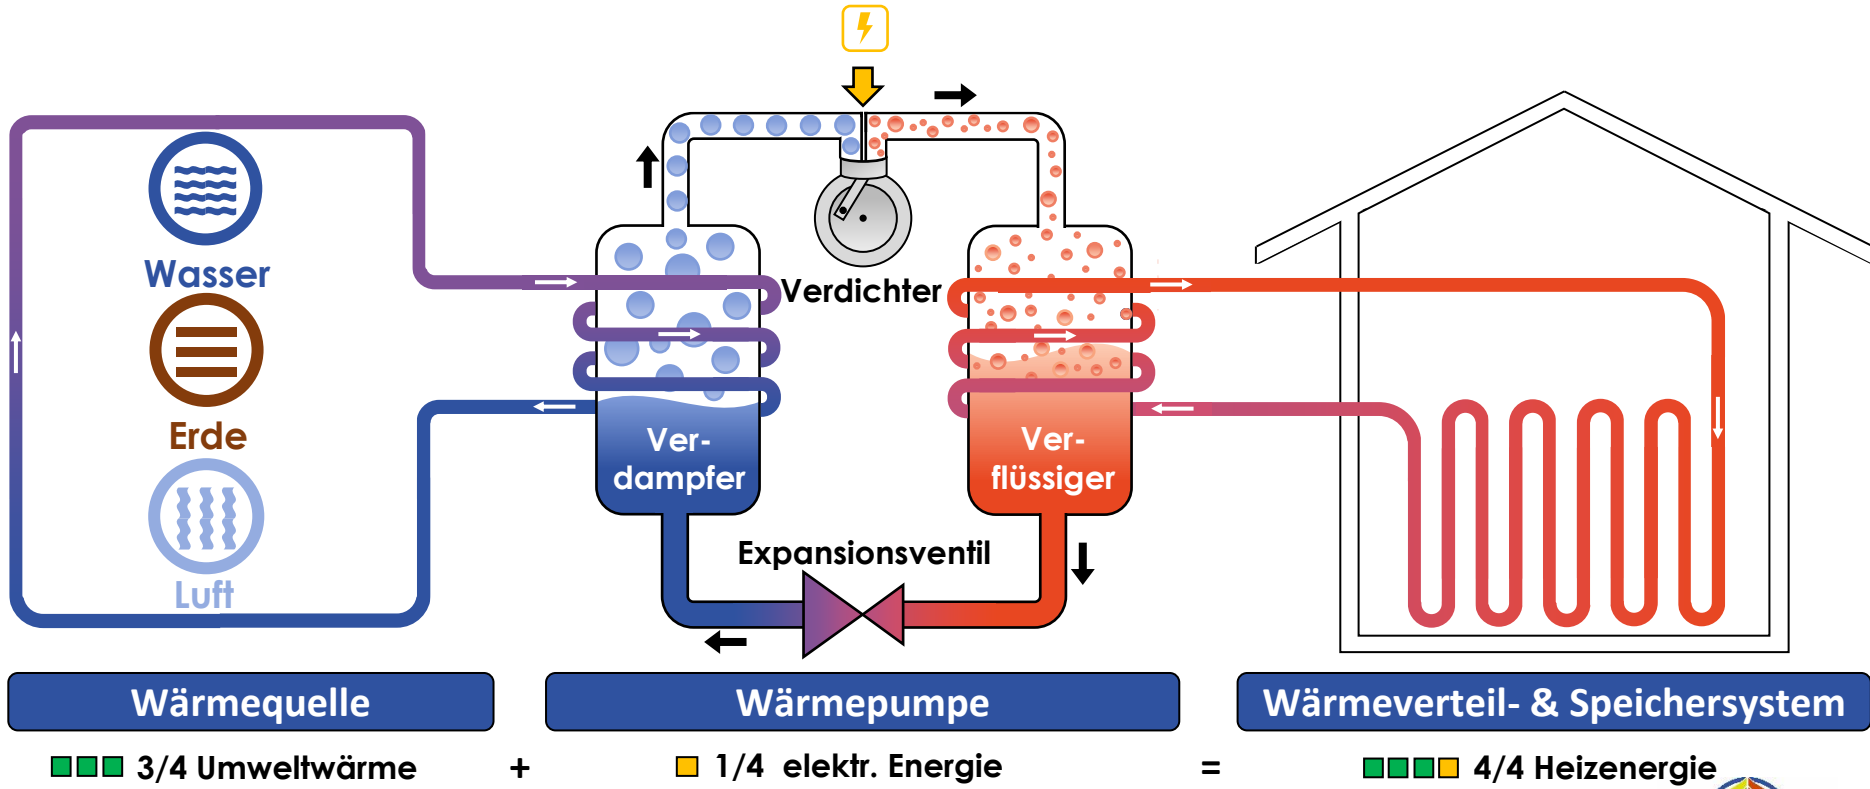 Wasser
Erde
Luft
Verdichter
Ver-
dampfer
Ver-
flüssiger
Expansionsventil
Wärmequelle
Wärmepumpe
Wärmeverteil- & Speichersystem
3/4 Umweltwärme + 1/4 elektr. Energie = 4/4 Heizenergie